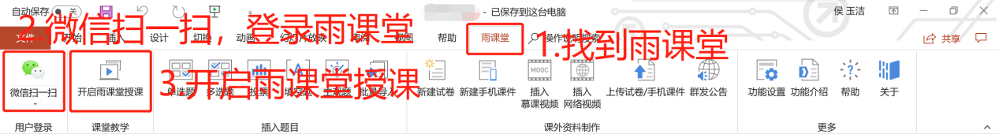 自动保存 关 - 已保存到这台电脑 侯 玉洁
文件 开始 插入 设计 切换 动画 幻灯片放映 审阅 视图 帮助 雨课堂 操作说明搜索 共享
2.微信扫一扫，登录雨课堂
1.找到雨课堂
3.开启雨课堂授课
微信扫一扫 开启雨课堂授课 单选题 多选题 投票 填空题 主观题 批量导入 新建试卷 新建手机课件 插入 插入 上传试卷/手机课件 群发公告 功能设置 功能介绍 帮助 关于
慕课视频 网络视频
MOOC
用户登录 课堂教学 插入题目 课外资料制作 更多